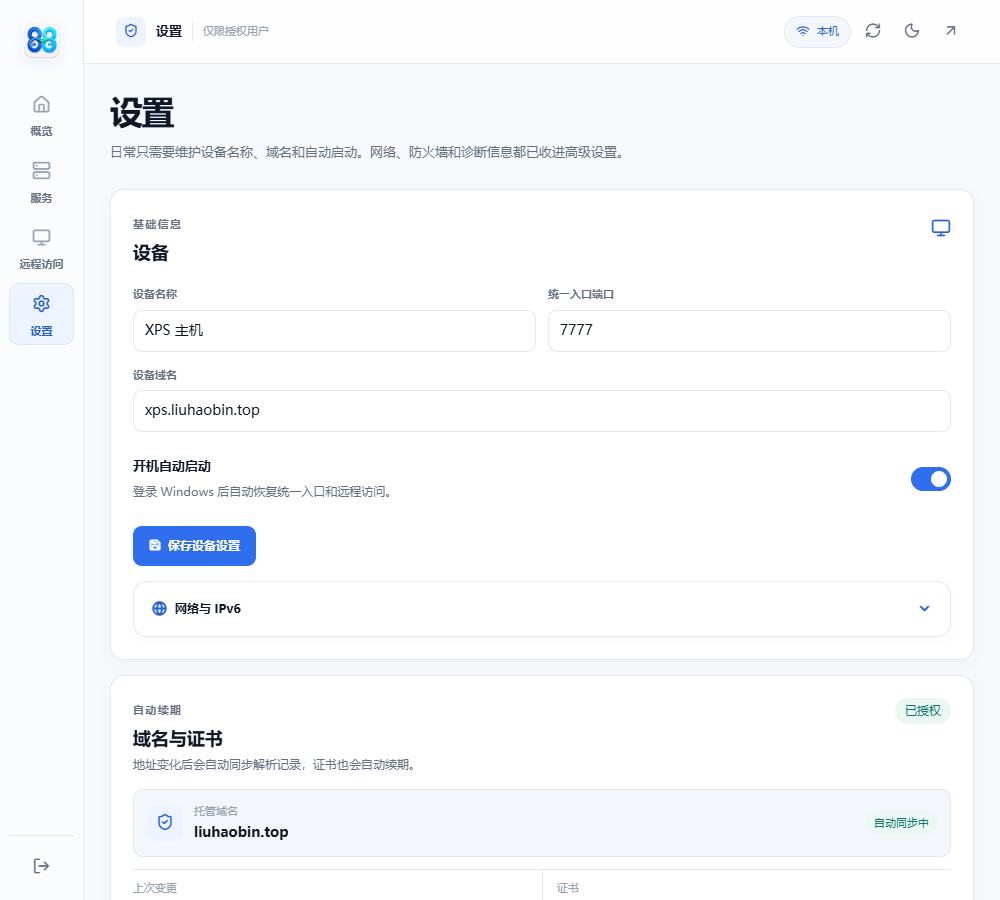 设置
仅限授权用户
本机
概览
服务
远程访问
设置
设置
日常只需要维护设备名称、域名和自动启动。网络、防火墙和诊断信息都已收进高级设置。
基础信息
设备
设备名称
统一入口端口
XPS 主机
7777
设备域名
xps.liuhaobin.top
开机自动启动
登录 Windows 后自动恢复统一入口和远程访问。
保存设备设置
网络与 IPv6
自动续期
已授权
域名与证书
地址变化后会自动同步解析记录，证书也会自动续期。
托管域名
liuhaobin.top
自动同步中
上次变更
证书